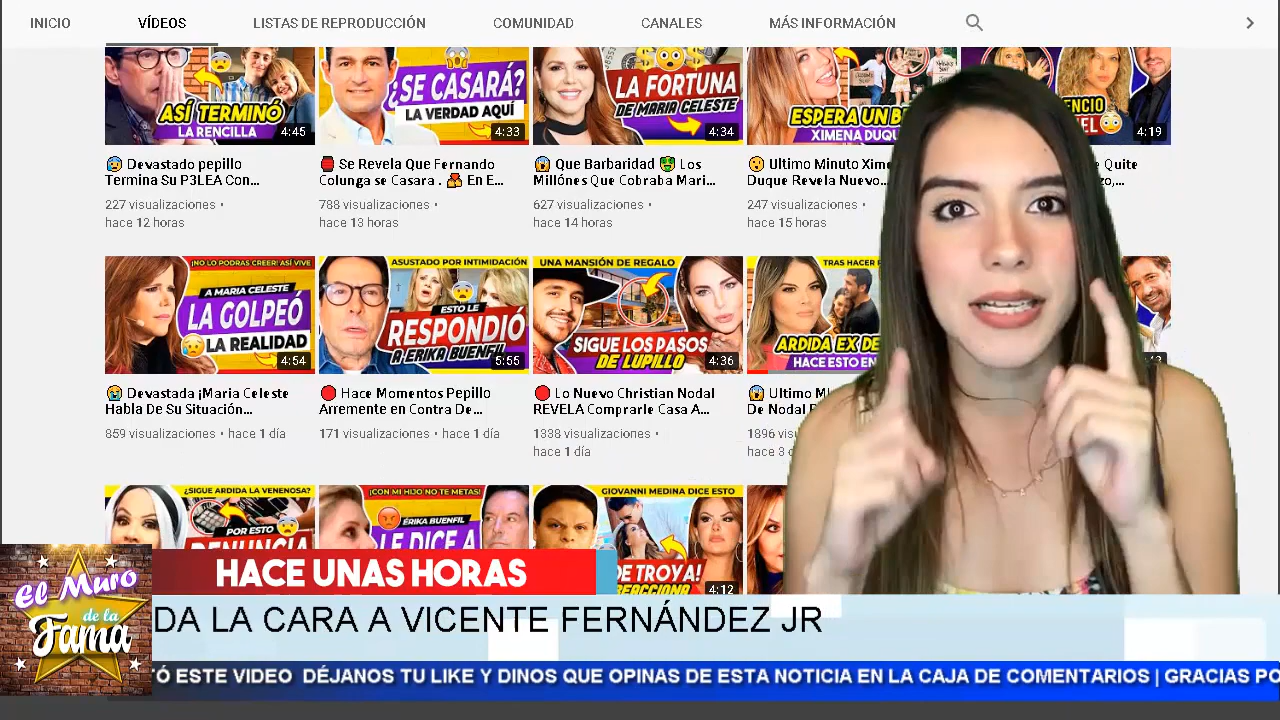 INICIO
VÍDEOS
LISTAS DE REPRODUCCIÓN
COMUNIDAD
CANALES
MÁS INFORMACIÓN
ASÍ TERMINÓ
LA RENCILLA
4:45
¿SE CASARÁ?
LA VERDAD AQUÍ
4:33
LA FORTUNA
DE MARIA CELESTE
4:34
ESPERA UN B
XIMENA DUQU
ENCIO
EL
4:19
Devastado pepillo
Termina Su P3LEA Con...
227 visualizaciones •
hace 12 horas
Se Revela Que Fernando
Colunga se Casara . En E...
788 visualizaciones •
hace 13 horas
Que Barbaridad Los
Millónes Que Cobraba Mari...
627 visualizaciones •
hace 14 horas
Ultimo Minuto Xime
Duque Revela Nuevo...
247 visualizaciones •
hace 15 horas
e Quite
zo,...
¡NO LO PODRAS CREER! ASÍ VIVE
A MARIA CELESTE
LA GOLPEÓ
LA REALIDAD
4:54
ASUSTADO POR INTIMIDACIÓN
ESTO LE
RESPONDIÓ
A ERIKA BUENFIL
5:55
UNA MANSIÓN DE REGALO
SIGUE LOS PASOS
DE LUPILLO
4:36
TRAS HACER P
ARDIDA EX DE
HACE ESTO EN
Devastada ¡Maria Celeste
Habla De Su Situación...
859 visualizaciones • hace 1 día
Hace Momentos Pepillo
Arremente en Contra De...
171 visualizaciones • hace 1 día
Lo Nuevo Christian Nodal
REVELA Comprarle Casa A...
1338 visualizaciones •
hace 1 día
Ultimo Mi
De Nodal
1896 visua
hace 3 d
¿SIGUE ARDIDA LA VENENOSA?
POR ESTO
DENUNCIA
¡CON MI HIJO NO TE METAS!
ÉRIKA BUENFIL
LE DICE A
GIOVANNI MEDINA DICE ESTO
DE TROYA!
REACCIONA
4:12
El Muro
de la
Fama
HACE UNAS HORAS
DA LA CARA A VICENTE FERNÁNDEZ JR
TÓ ESTE VIDEO DÉJANOS TU LIKE Y DINOS QUE OPINAS DE ESTA NOTICIA EN LA CAJA DE COMENTARIOS | GRACIAS PO